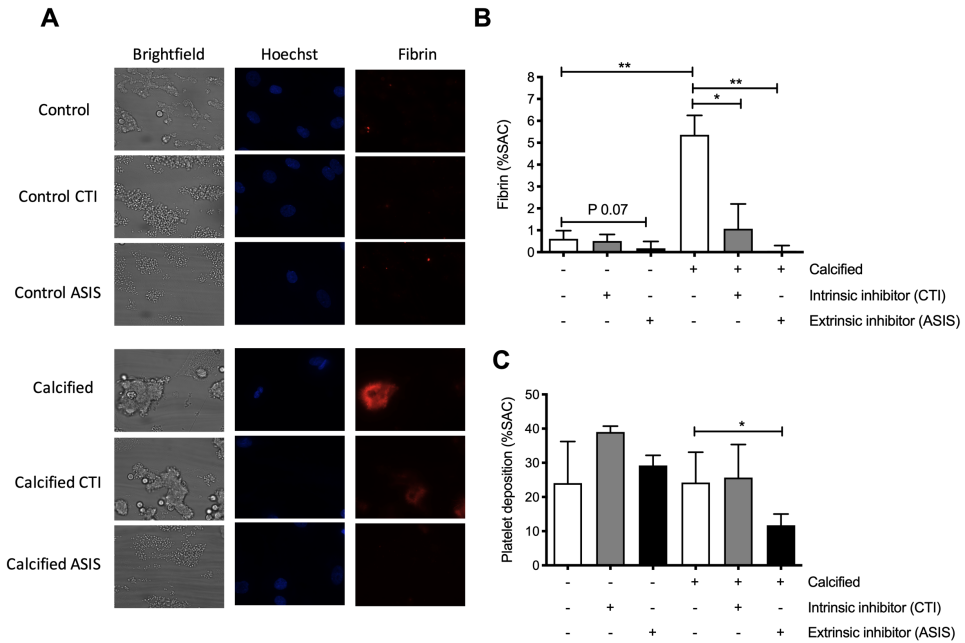 A
Brightfield Hoechst Fibrin
Control
Control CTI
Control ASIS
Calcified
Calcified CTI
Calcified ASIS
B
Fibrin (%SAC)
8
7
6
5
4
3
2
1
0
** ** *
P 0.07
- - - + + + Calcified
- + - - + - Intrinsic inhibitor (CTI)
- - + - - + Extrinsic inhibitor (ASIS)
C
Platelet deposition (%SAC)
50
40
30
20
10
0
*
- - - + + + Calcified
- + - - + - Intrinsic inhibitor (CTI)
- - + - - + Extrinsic inhibitor (ASIS)